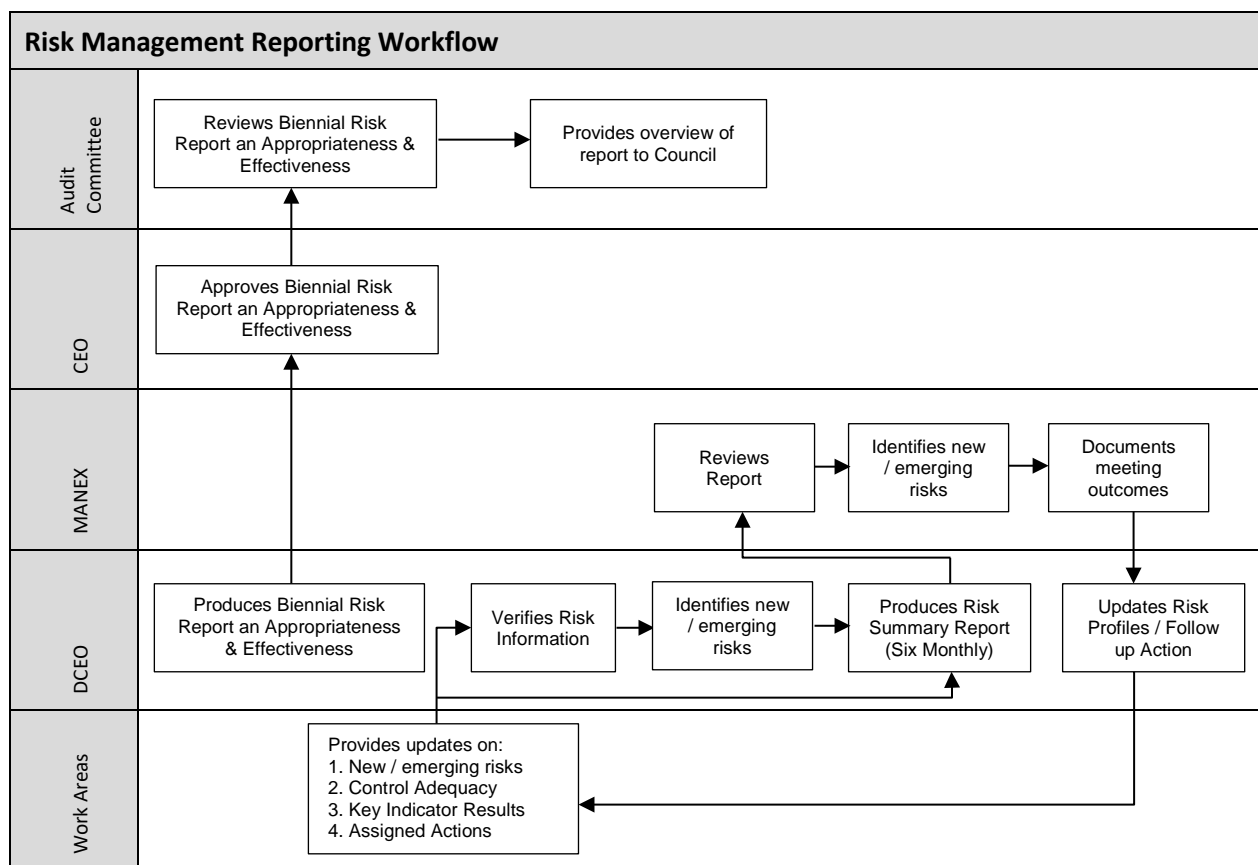 Risk Management Reporting Workflow
Audit
Committee
Reviews Biennial Risk
Report an Appropriateness &
Effectiveness
Provides overview of
report to Council
CEO
Approves Biennial Risk
Report an Appropriateness &
Effectiveness
MANEX
Reviews
Report
Identifies new
/ emerging
risks
Documents
meeting
outcomes
DCEO
Produces Biennial Risk
Report an Appropriateness
& Effectiveness
Verifies Risk
Information
Identifies new
/ emerging
risks
Produces Risk
Summary Report
(Six Monthly)
Updates Risk
Profiles / Follow
up Action
Work Areas
Provides updates on:
1. New / emerging risks
2. Control Adequacy
3. Key Indicator Results
4. Assigned Actions